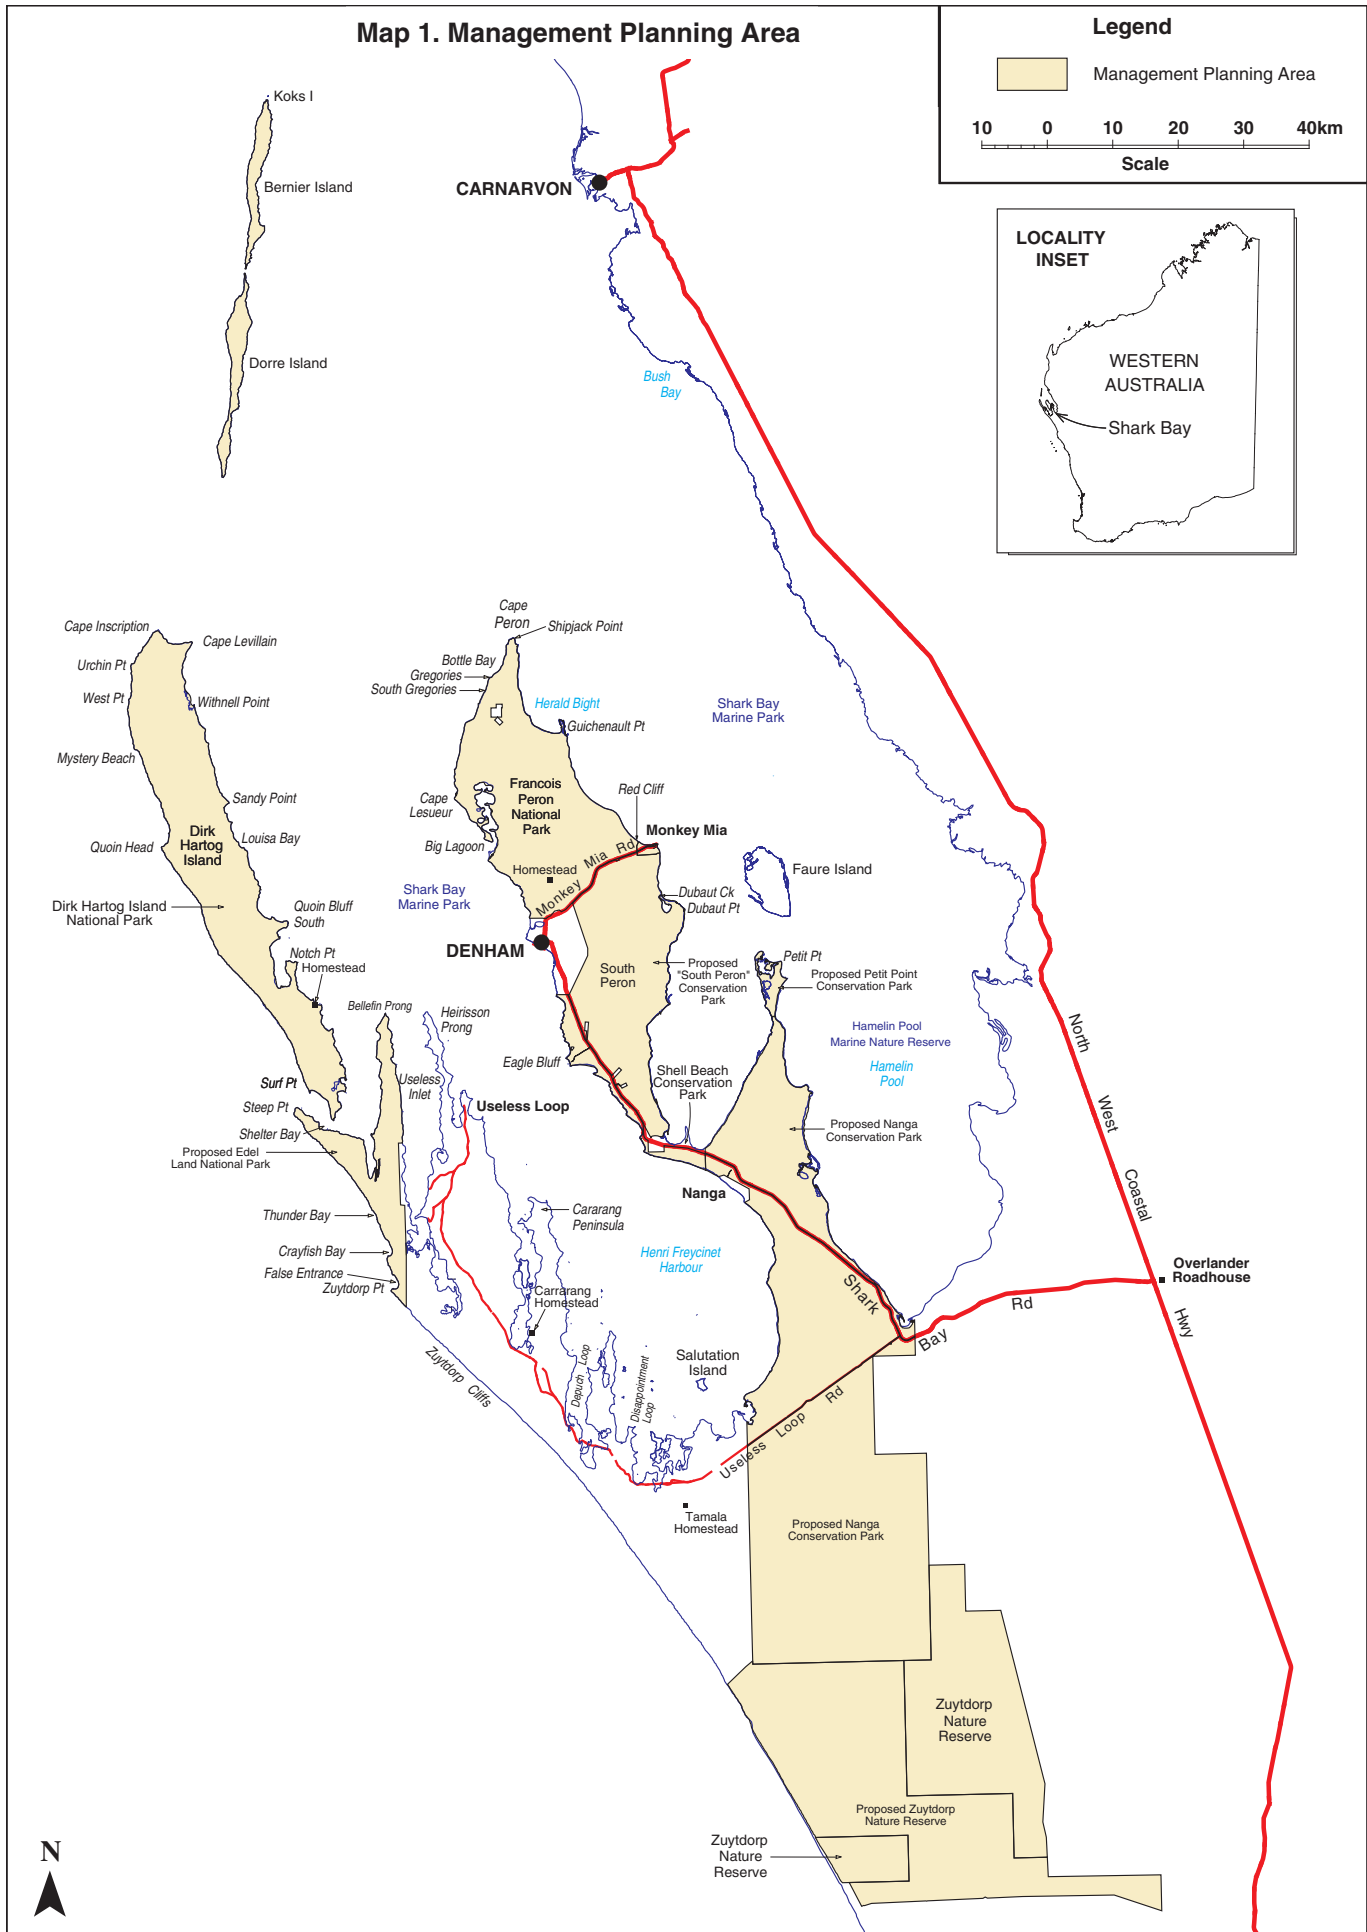 Map 1. Management Planning Area
Legend
Management Planning Area
10 0 10 20 30 40km
Scale
LOCALITY
INSET
WESTERN
AUSTRALIA
Shark Bay
Koks I
Bernier Island
Dorre Island
CARNARVON
Bush
Bay
Cape Inscription
Cape Levillain
Urchin Pt
West Pt
Withnell Point
Mystery Beach
Sandy Point
Dirk
Hartog
Island
Louisa Bay
Quoin Head
Dirk Hartog Island
National Park
Quoin Bluff
South
Notch Pt
Homestead
Surf Pt
Steep Pt
Shelter Bay
Proposed Edel
Land National Park
Thunder Bay
Crayfish Bay
False Entrance
Zuytdorp Pt
Bellefin Prong
Heirisson
Prong
Useless
Inlet
Useless Loop
Cape
Peron
Shipjack Point
Bottle Bay
Gregories
South Gregories
Herald Bight
Guichenault Pt
Shark Bay
Marine Park
Cape
Lesueur
Francois
Peron
National
Park
Red Cliff
Monkey Mia
Big Lagoon
Homestead
Monkey Mia Rd
Faure Island
Shark Bay
Marine Park
Dubaut Ck
Dubaut Pt
DENHAM
South
Peron
Proposed
"South Peron"
Conservation
Park
Petit Pt
Proposed Petit Point
Conservation Park
Hamelin Pool
Marine Nature Reserve
Hamelin
Pool
Eagle Bluff
Shell Beach
Conservation
Park
Proposed Nanga
Conservation Park
Nanga
Cararang
Peninsula
Henri Freycinet
Harbour
Carrarang
Homestead
Salutation
Island
Depuch Loop
Disappointment
Loop
Zuytdorp Cliffs
Useless Loop Rd
Shark Bay Rd
North West Coastal Hwy
Overlander
Roadhouse
Tamala
Homestead
Proposed Nanga
Conservation Park
Zuytdorp
Nature
Reserve
Proposed Zuytdorp
Nature Reserve
Zuytdorp
Nature
Reserve
N